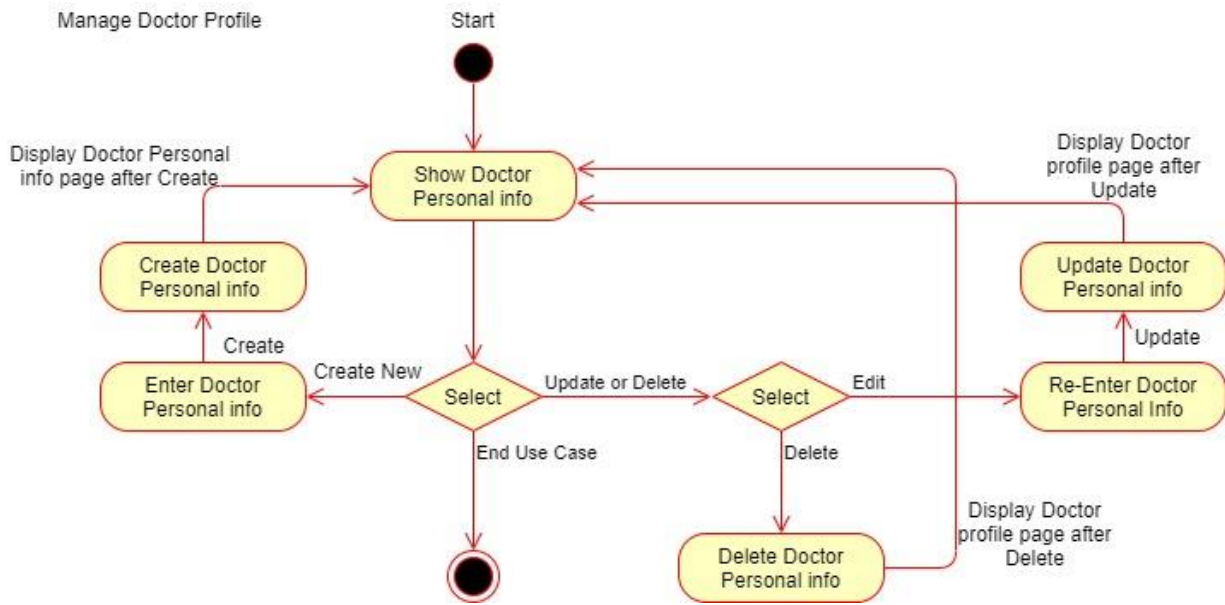 Manage Doctor Profile
Start
Display Doctor Personal
info page after Create
Show Doctor
Personal info
Display Doctor
profile page after
Update
Create Doctor
Personal info
Update Doctor
Personal info
Create
Update
Enter Doctor
Personal info
Create New
Select
Update or Delete
Select
Edit
Re-Enter Doctor
Personal Info
End Use Case
Delete
Delete Doctor
Personal info
Display Doctor
profile page after
Delete